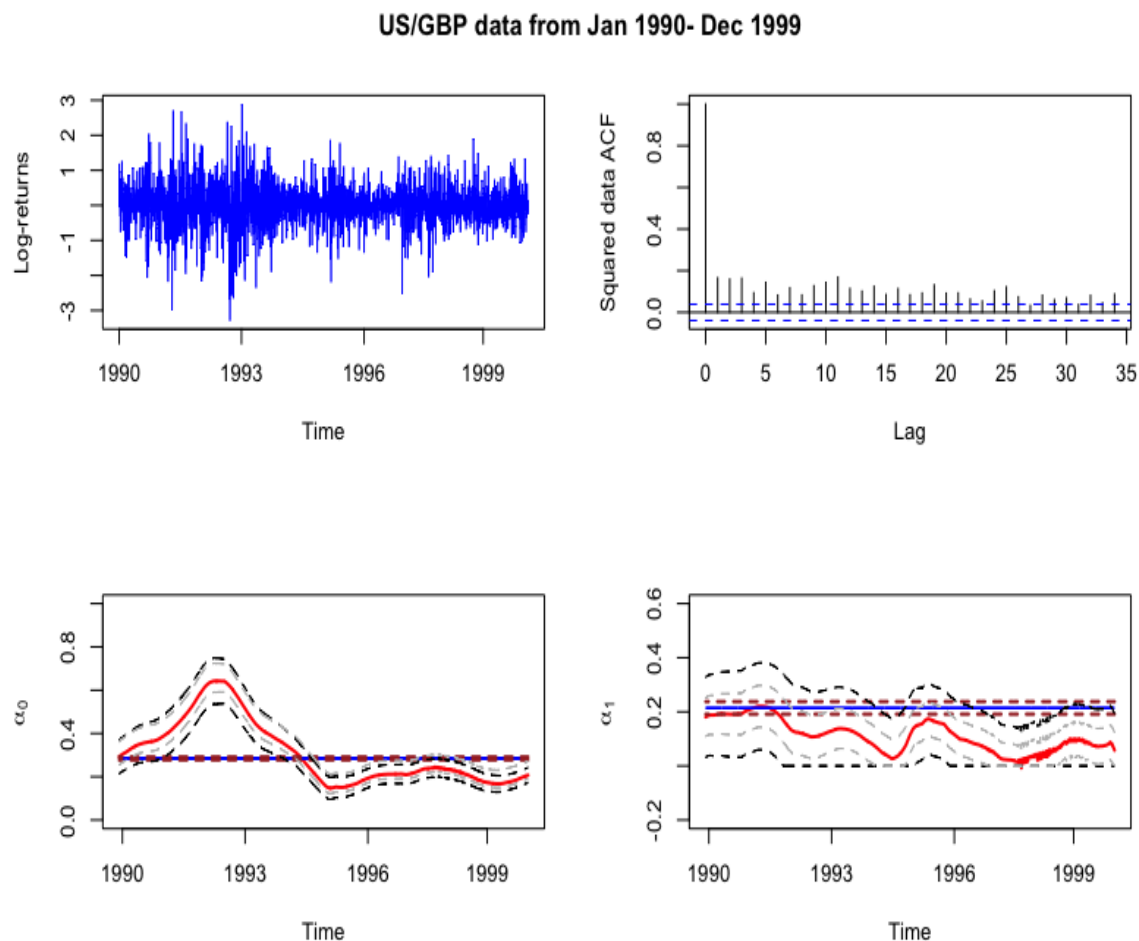 US/GBP data from Jan 1990- Dec 1999
Log-returns
3
2
1
-1
-3
1990 1993 1996 1999
Time
Squared data ACF
0.8
0.4
0.0
0 5 10 15 20 25 30 35
Lag
α0
0.8
0.4
0.0
1990 1993 1996 1999
Time
α1
0.6
0.4
0.2
-0.2
1990 1993 1996 1999
Time